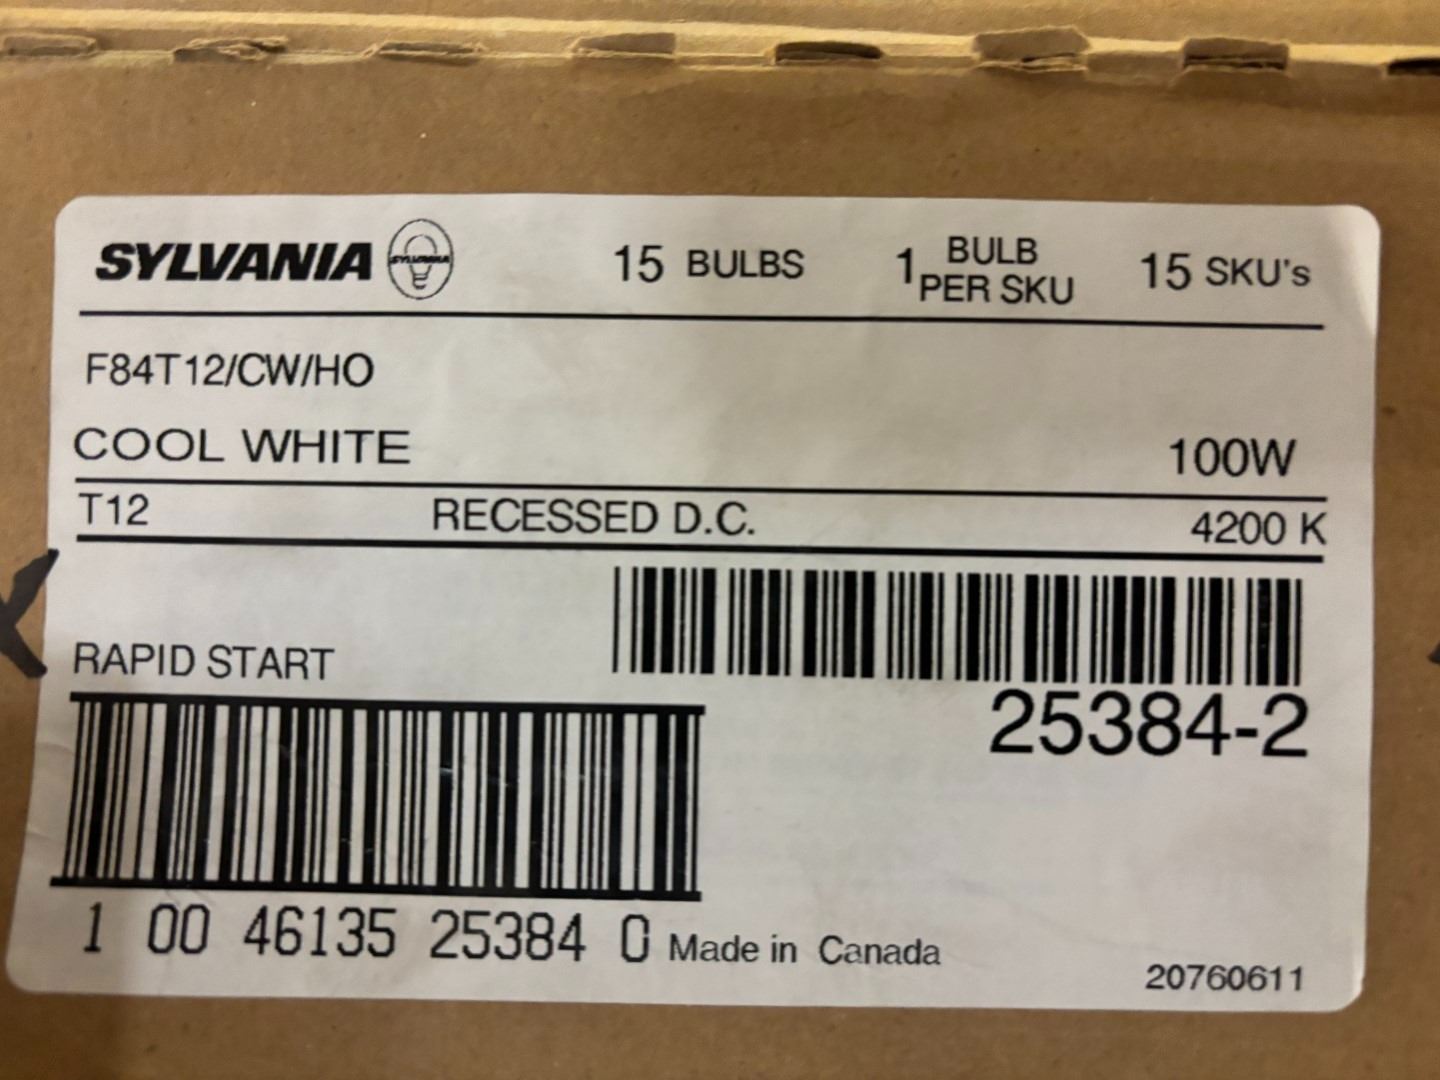 SYLVANIA SYLVANIA 15 BULBS 1 BULB PER SKU 15 SKU's
F84T12/CW/HO
COOL WHITE 100W
T12 RECESSED D.C. 4200 K
RAPID START
25384-2
1 00 46135 25384 0 Made in Canada
20760611